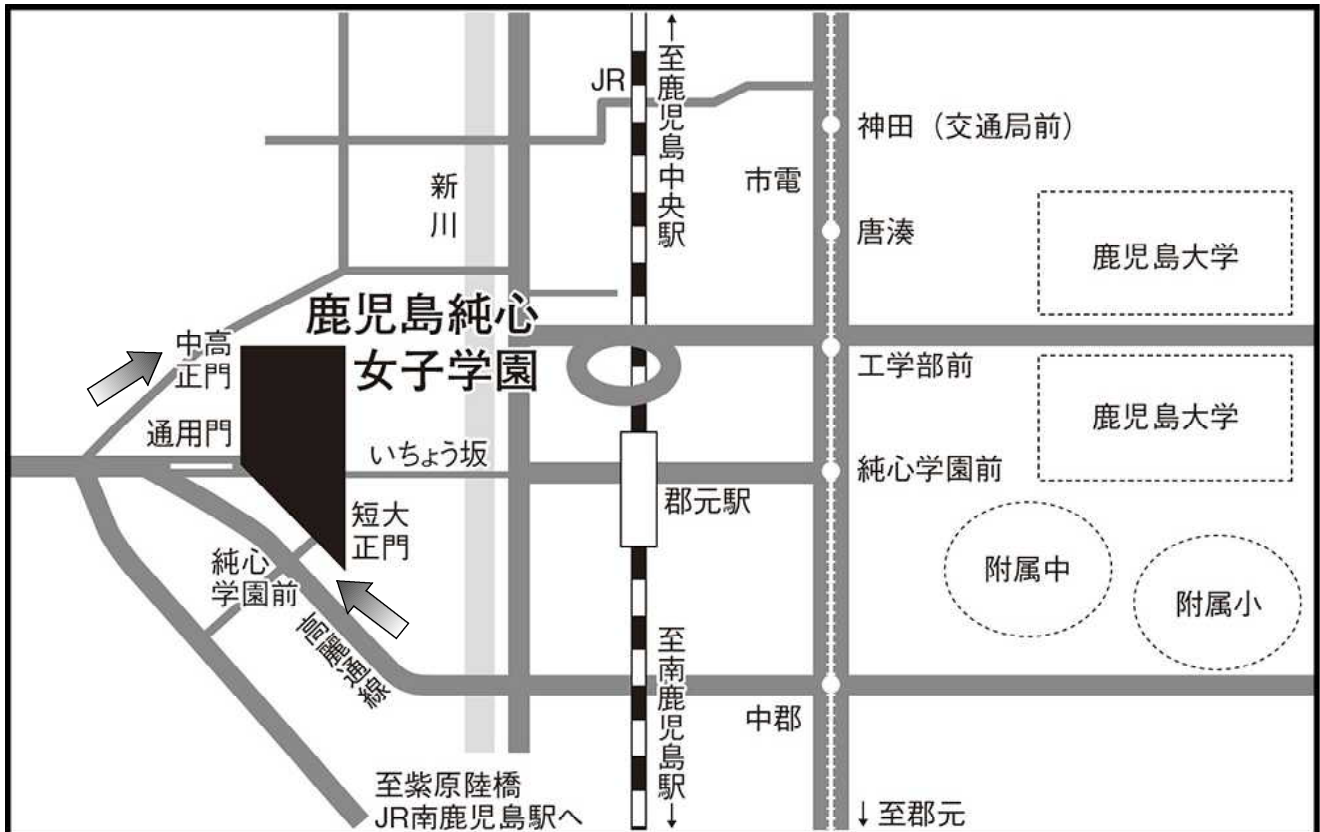 ↑至鹿児島中央駅
JR
神田（交通局前）
新川
市電
唐湊
鹿児島大学
鹿児島純心
女子学園
中高
正門
工学部前
鹿児島大学
通用門
いちょう坂
純心学園前
郡元駅
短大
正門
純心
学園前
附属中
附属小
高麗通線
至南鹿児島駅↓
中郡
至紫原陸橋
JR南鹿児島駅へ
↓至郡元